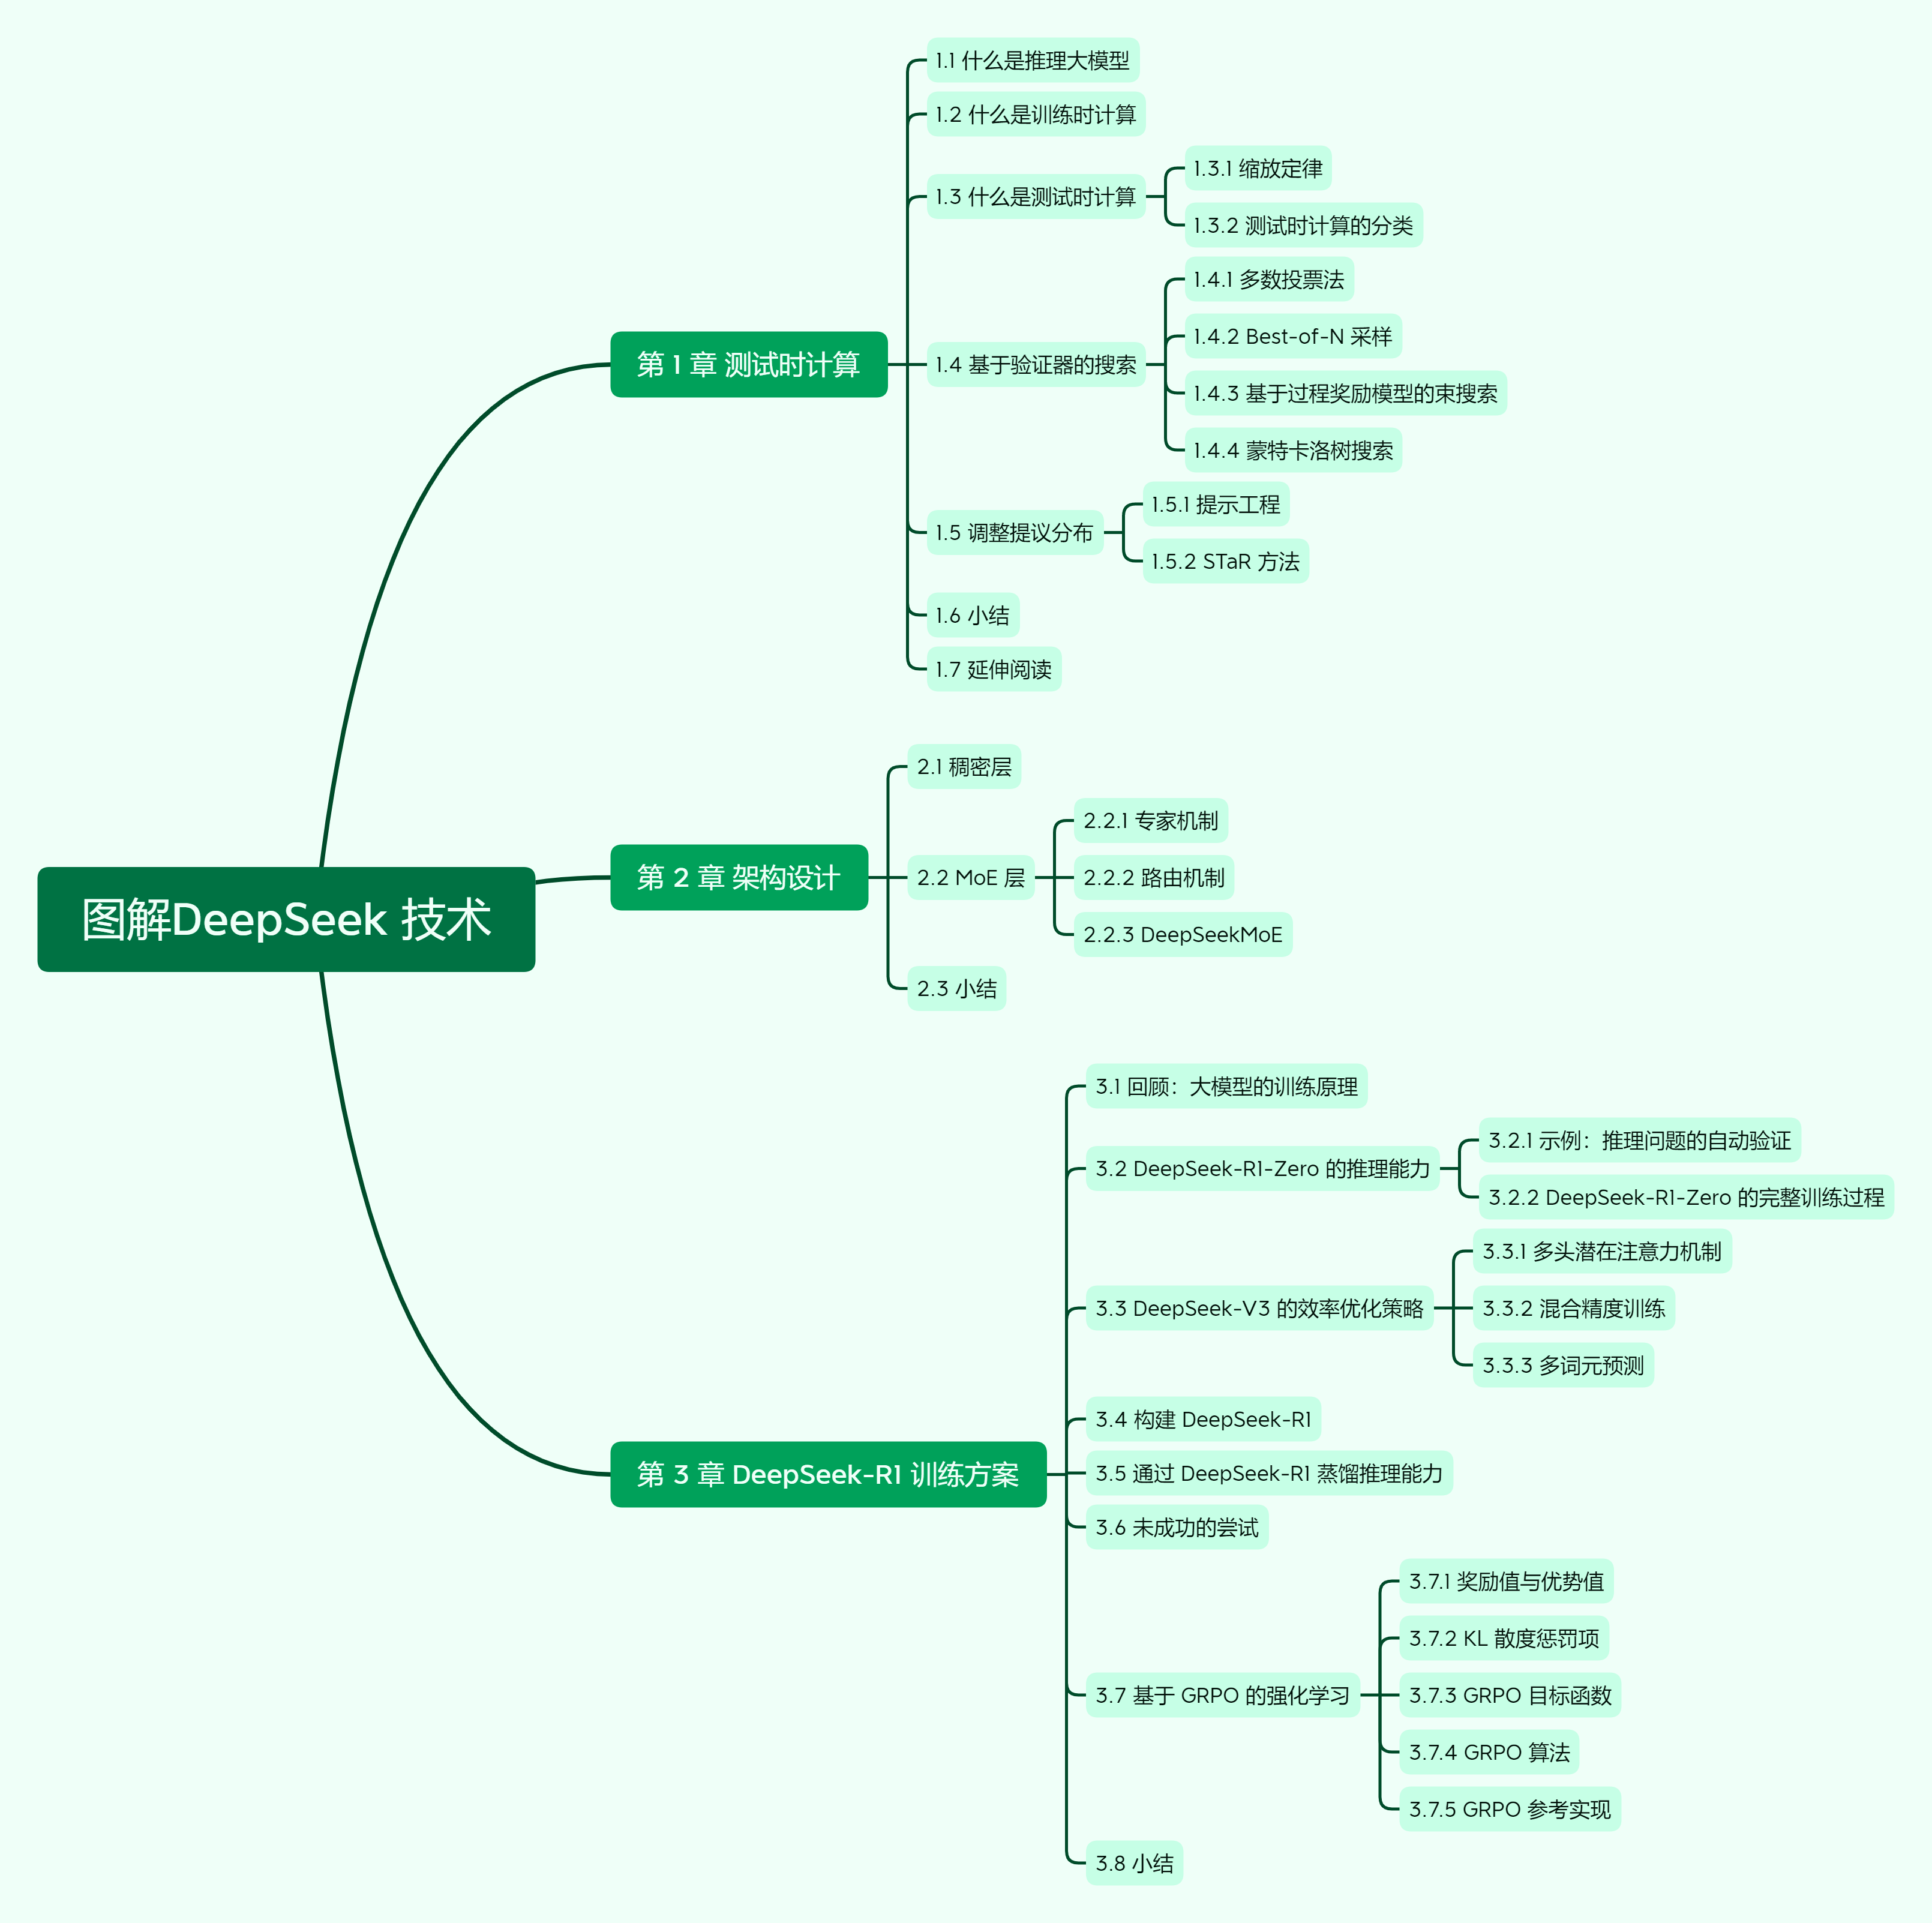 图解DeepSeek 技术
第 1 章 测试时计算
1.1 什么是推理大模型
1.2 什么是训练时计算
1.3 什么是测试时计算
1.3.1 缩放定律
1.3.2 测试时计算的分类
1.4 基于验证器的搜索
1.4.1 多数投票法
1.4.2 Best-of-N 采样
1.4.3 基于过程奖励模型的束搜索
1.4.4 蒙特卡洛树搜索
1.5 调整提议分布
1.5.1 提示工程
1.5.2 STaR 方法
1.6 小结
1.7 延伸阅读
第 2 章 架构设计
2.1 稠密层
2.2 MoE 层
2.2.1 专家机制
2.2.2 路由机制
2.2.3 DeepSeekMoE
2.3 小结
第 3 章 DeepSeek-R1 训练方案
3.1 回顾：大模型的训练原理
3.2 DeepSeek-R1-Zero 的推理能力
3.2.1 示例：推理问题的自动验证
3.2.2 DeepSeek-R1-Zero 的完整训练过程
3.3 DeepSeek-V3 的效率优化策略
3.3.1 多头潜在注意力机制
3.3.2 混合精度训练
3.3.3 多词元预测
3.4 构建 DeepSeek-R1
3.5 通过 DeepSeek-R1 蒸馏推理能力
3.6 未成功的尝试
3.7 基于 GRPO 的强化学习
3.7.1 奖励值与优势值
3.7.2 KL 散度惩罚项
3.7.3 GRPO 目标函数
3.7.4 GRPO 算法
3.7.5 GRPO 参考实现
3.8 小结